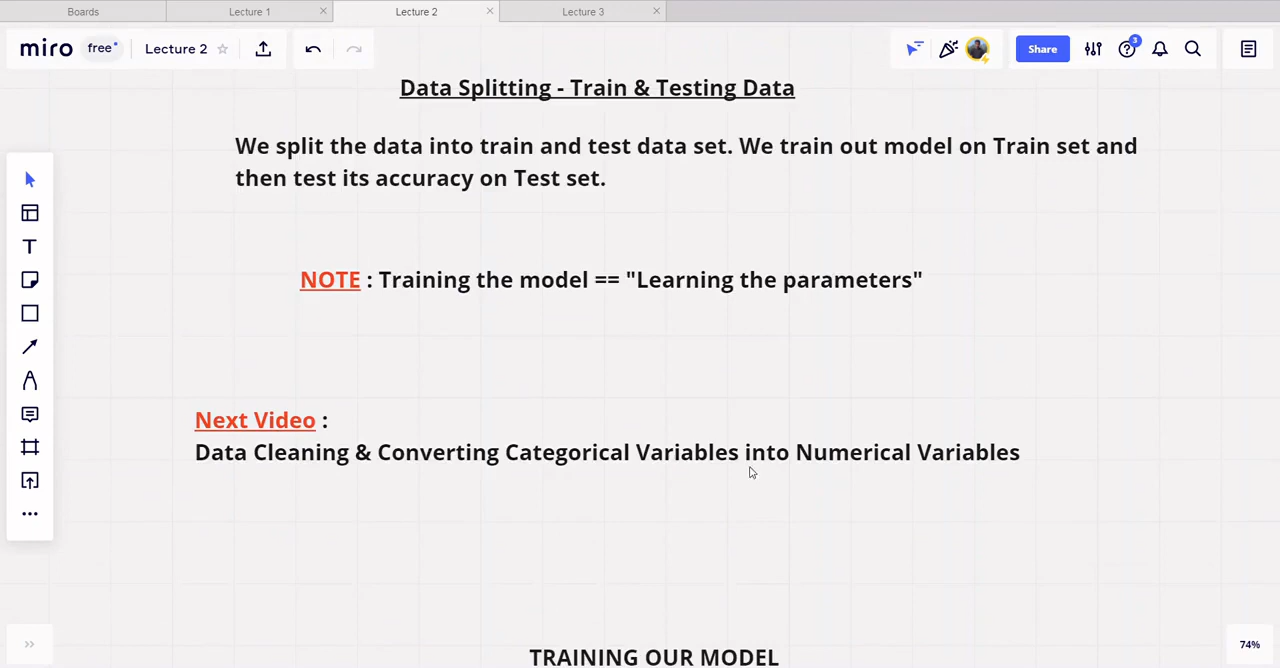 Boards
Lecture 1
Lecture 2
Lecture 3
miro
free
Lecture 2
Share
3
Data Splitting - Train & Testing Data
We split the data into train and test data set. We train out model on Train set and
then test its accuracy on Test set.
NOTE : Training the model == "Learning the parameters"
Next Video :
Data Cleaning & Converting Categorical Variables into Numerical Variables
TRAINING OUR MODEL
74%